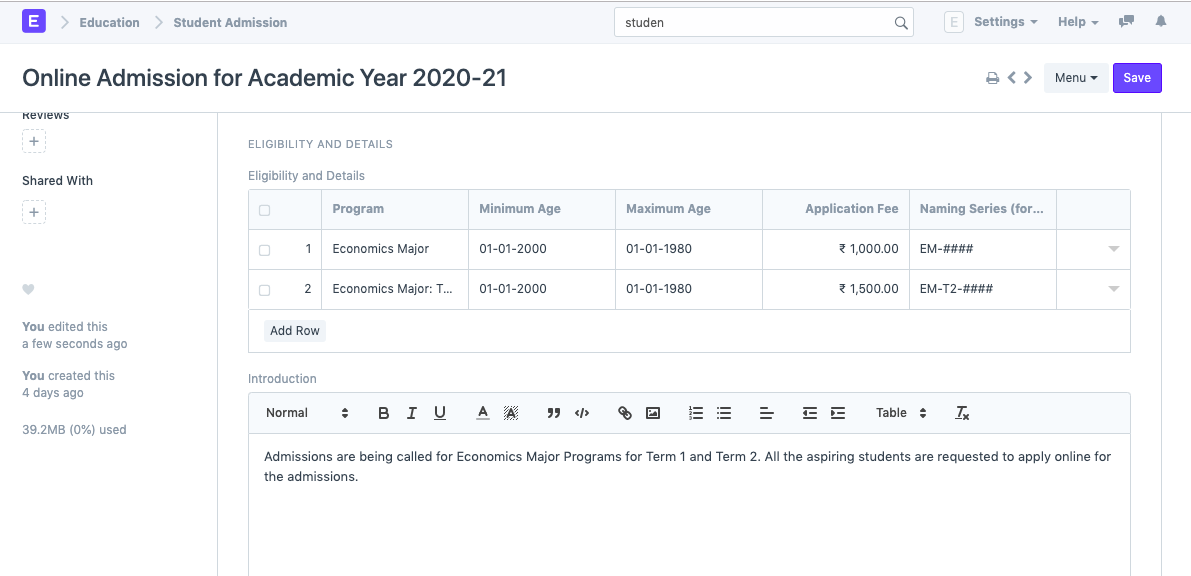 E Education Student Admission studen E Settings Help
Online Admission for Academic Year 2020-21 Menu Save
Reviews
+
Shared With
+
You edited this
a few seconds ago
You created this
4 days ago
39.2MB (0%) used
ELIGIBILITY AND DETAILS
Eligibility and Details
Program Minimum Age Maximum Age Application Fee Naming Series (for...
1 Economics Major 01-01-2000 01-01-1980 ₹ 1,000.00 EM-####
2 Economics Major: T... 01-01-2000 01-01-1980 ₹ 1,500.00 EM-T2-####
Add Row
Introduction
Normal B I U A A Table
Admissions are being called for Economics Major Programs for Term 1 and Term 2. All the aspiring students are requested to apply online for
the admissions.